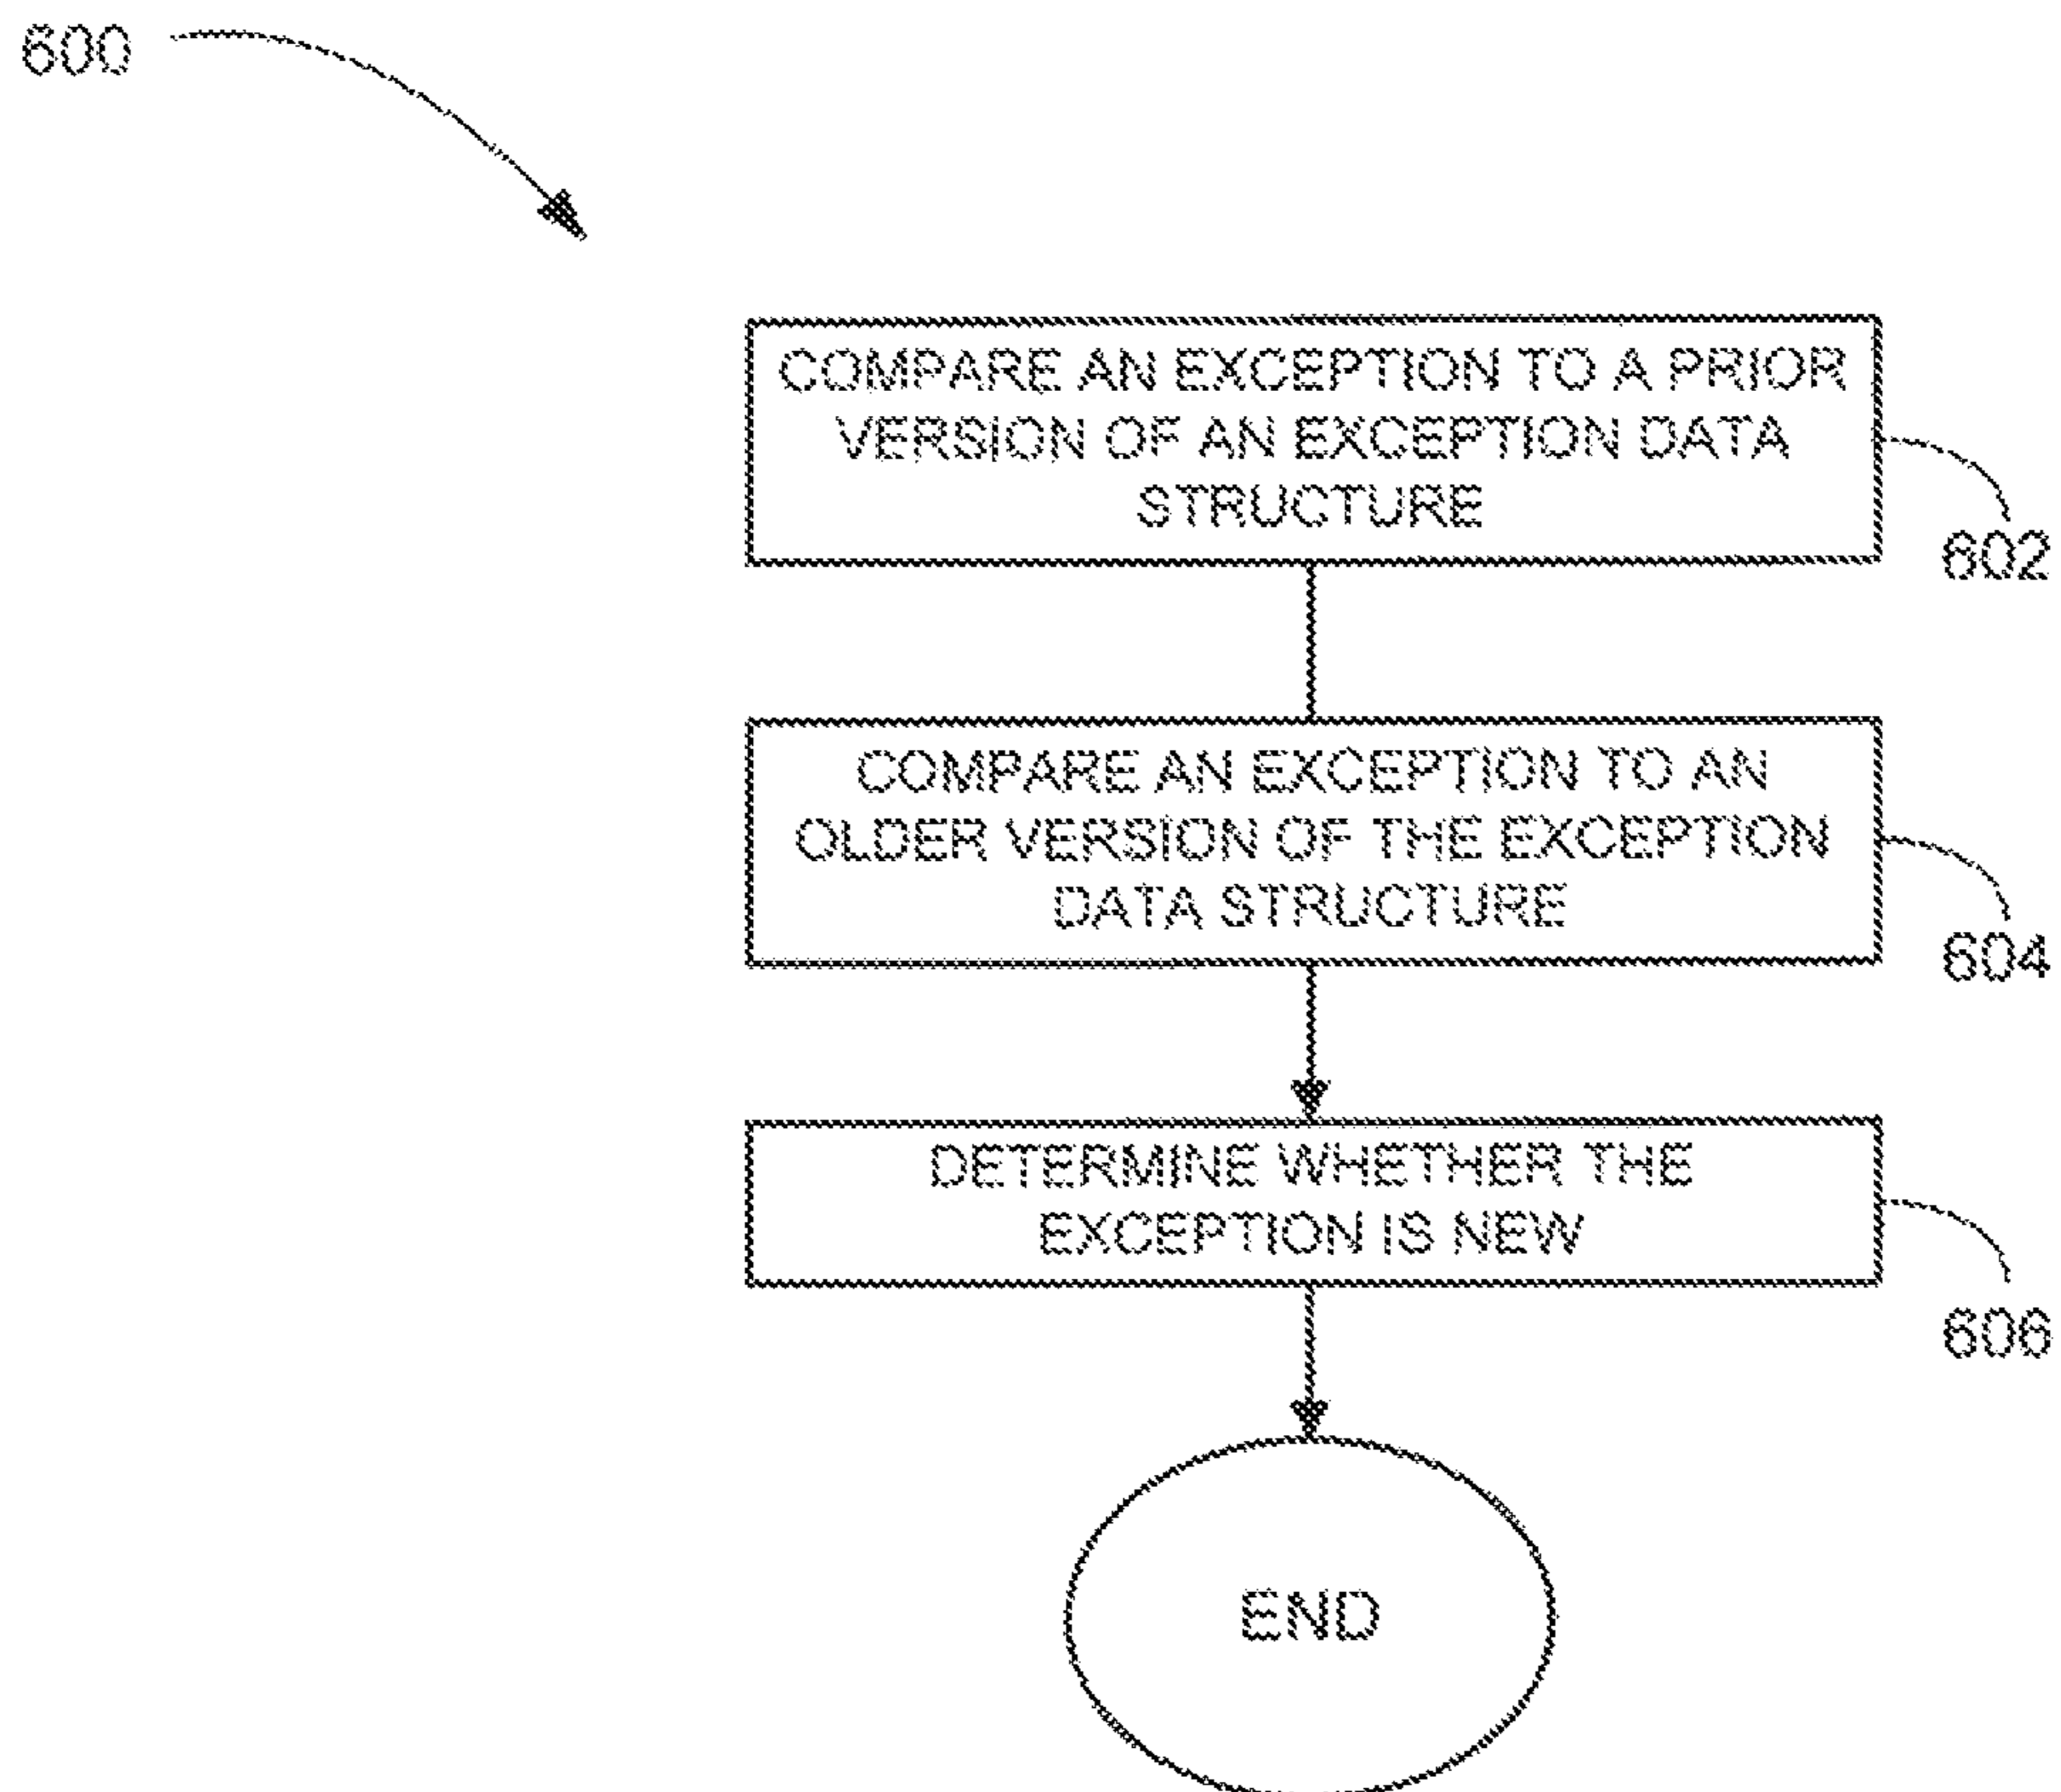 600
COMPARE AN EXCEPTION TO A PRIOR
VERSION OF AN EXCEPTION DATA
STRUCTURE
602
COMPARE AN EXCEPTION TO AN
OLDER VERSION OF THE EXCEPTION
DATA STRUCTURE
604
DETERMINE WHETHER THE
EXCEPTION IS NEW
606
END